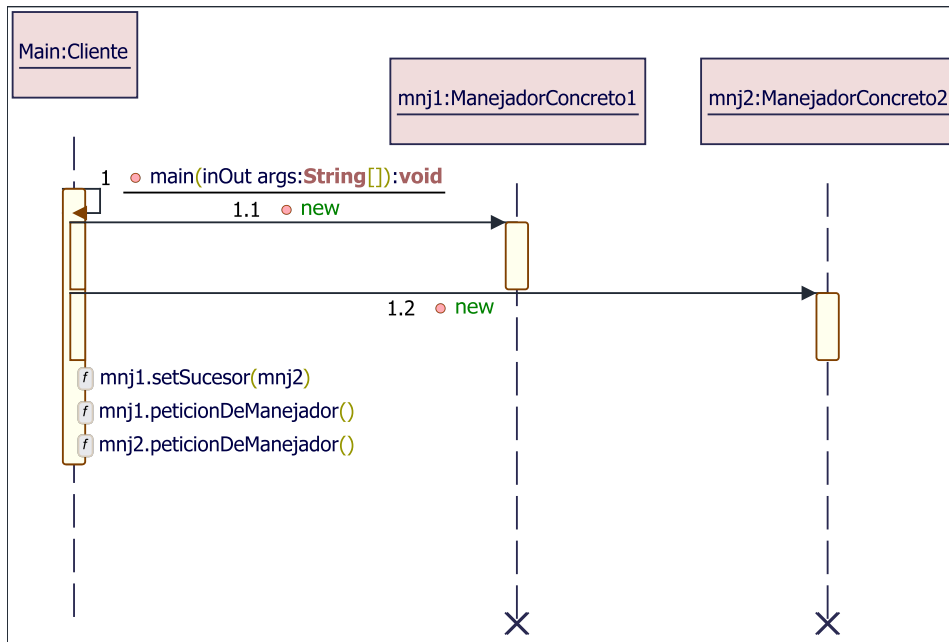 Main:Cliente
mnj1:ManejadorConcreto1
mnj2:ManejadorConcreto2
1 main(inOut args:String[]):void
1.1 new
1.2 new
f mnj1.setSucesor(mnj2)
f mnj1.peticionDeManejador()
f mnj2.peticionDeManejador()